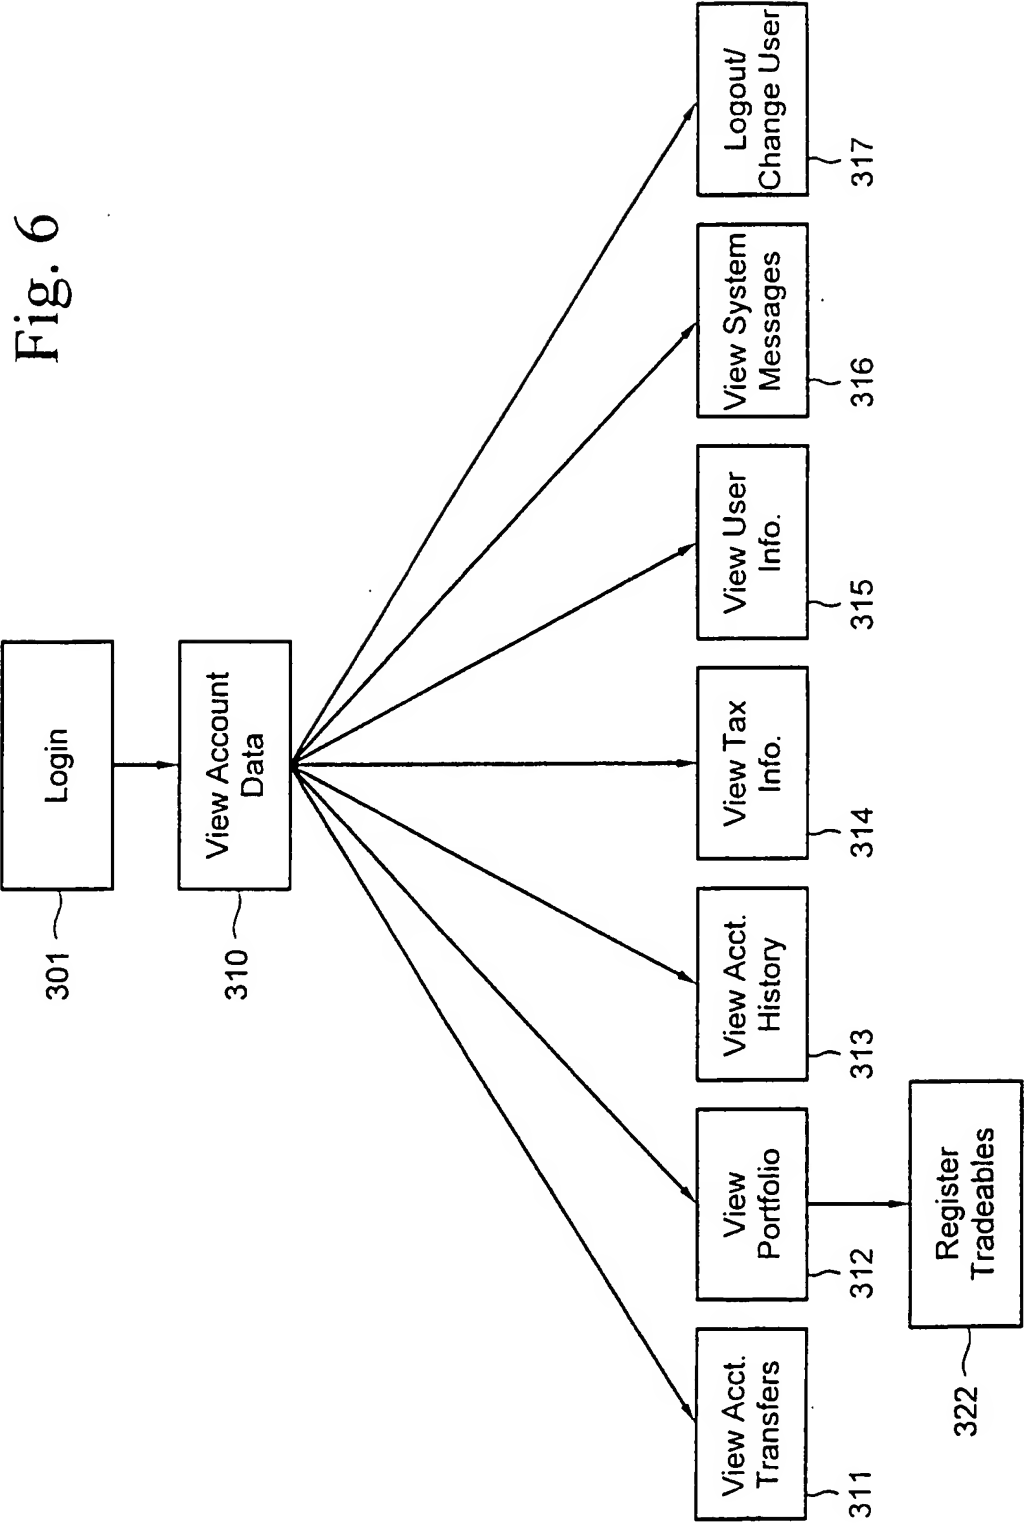 Fig. 6
Login
301
View Account
Data
310
View Acct.
Transfers
311
View
Portfolio
312
View Acct.
History
313
View Tax
Info.
314
View User
Info.
315
View System
Messages
316
Logout/
Change User
317
Register
Tradeables
322